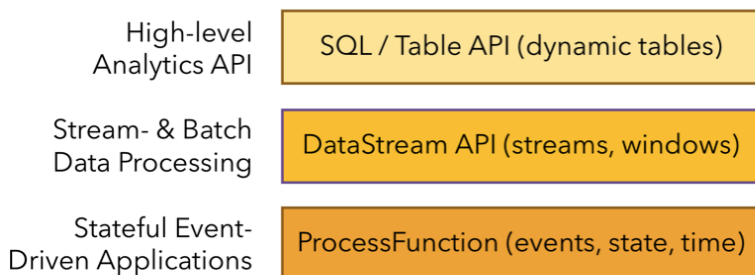 High-level
Analytics API
SQL / Table API (dynamic tables)
Stream- & Batch
Data Processing
DataStream API (streams, windows)
Stateful Event-
Driven Applications
ProcessFunction (events, state, time)